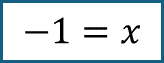 −1 = x